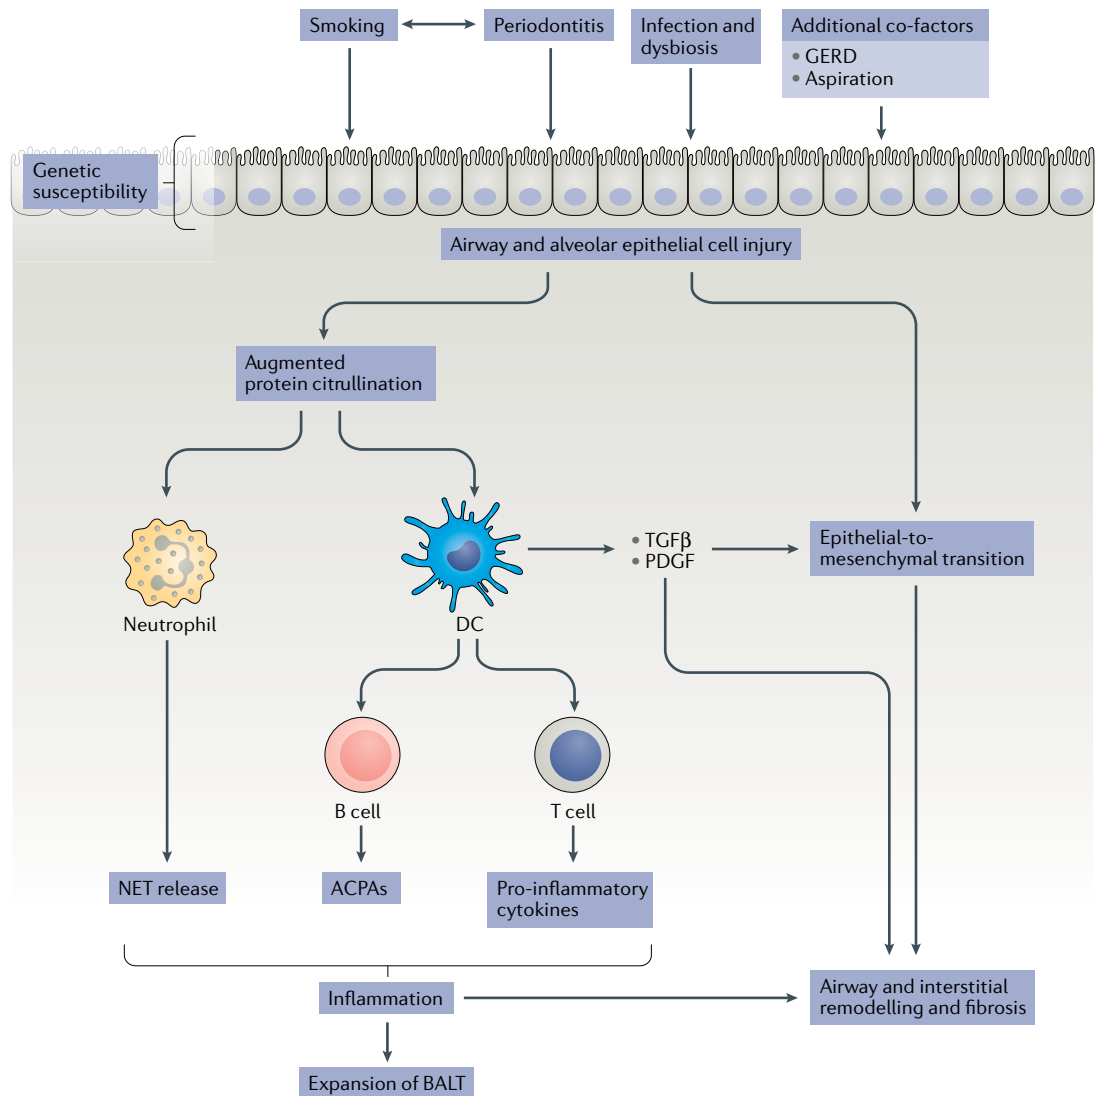 Smoking
Periodontitis
Infection and
dysbiosis
Additional co-factors
• GERD
• Aspiration
Genetic
susceptibility
Airway and alveolar epithelial cell injury
Augmented
protein citrullination
Neutrophil
DC
• TGFβ
• PDGF
Epithelial-to-
mesenchymal transition
B cell
T cell
NET release
ACPAs
Pro-inflammatory
cytokines
Inflammation
Airway and interstitial
remodelling and fibrosis
Expansion of BALT